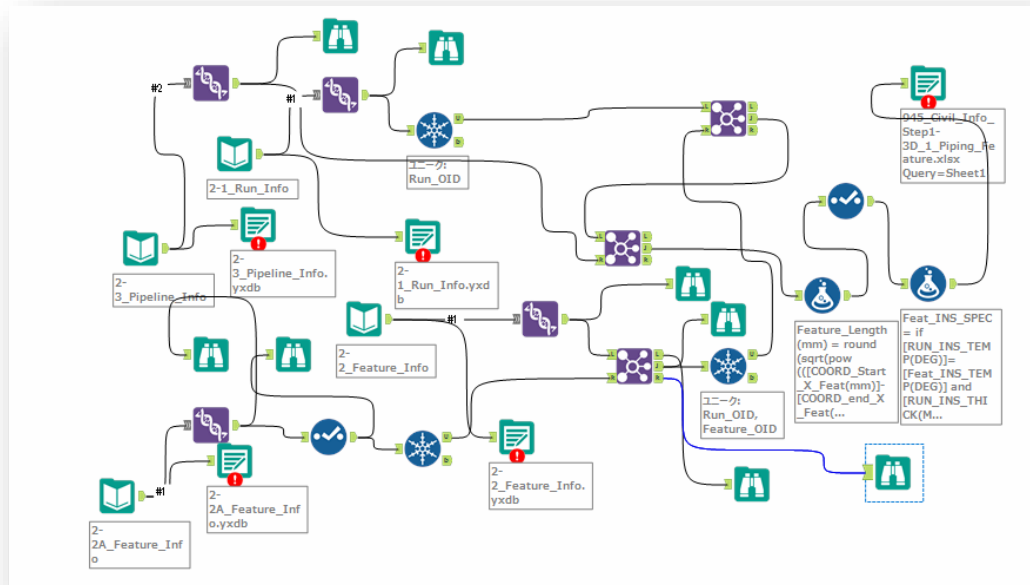 #2
#1
2-1_Run_Info
ユニーク:
Run_OID
945_Civil_Info_
Step1-
3D_1_Piping_Fe
ature.xlsx
Query=Sheet1
2-
3_Pipeline_Info
2-
3_Pipeline_Info.
yxdb
2-
1_Run_Info.yxd
b
2-
2_Feature_Info
#1
Feature_Length
(mm) = round
(sqrt(pow
(([COORD_Start
_X_Feat(mm)]-
[COORD_end_X
_Feat(...
Feat_INS_SPEC
= if
[RUN_INS_TEMP
P(DEG)]=
[Feat_INS_TEM
P(DEG)] and
[RUN_INS_THI
CK(M...
ユニーク:
Run_OID,
Feature_OID
2-
2_Feature_Info.
yxdb
#1
2-
2A_Feature_Inf
o.yxdb
2-
2A_Feature_Inf
o
L
J
R
L
J
R
L
J
R
U
D
U
D
U
D